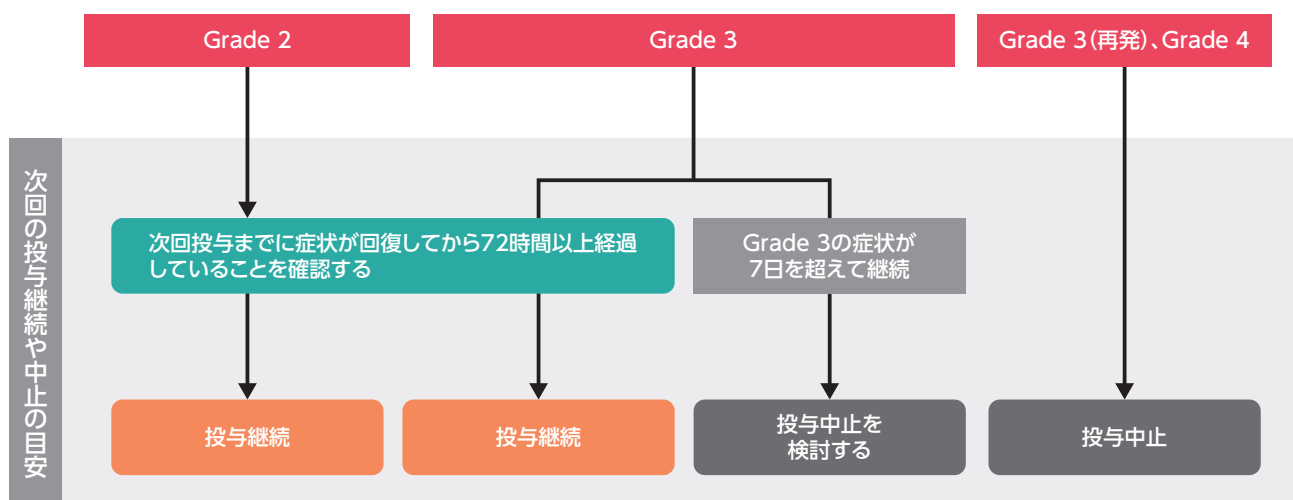 Grade 2
Grade 3
Grade 3(再発)、Grade 4
次回の投与継続や中止の目安
次回投与までに症状が回復してから72時間以上経過
していることを確認する
Grade 3の症状が
7日を超えて継続
投与継続
投与継続
投与中止を
検討する
投与中止